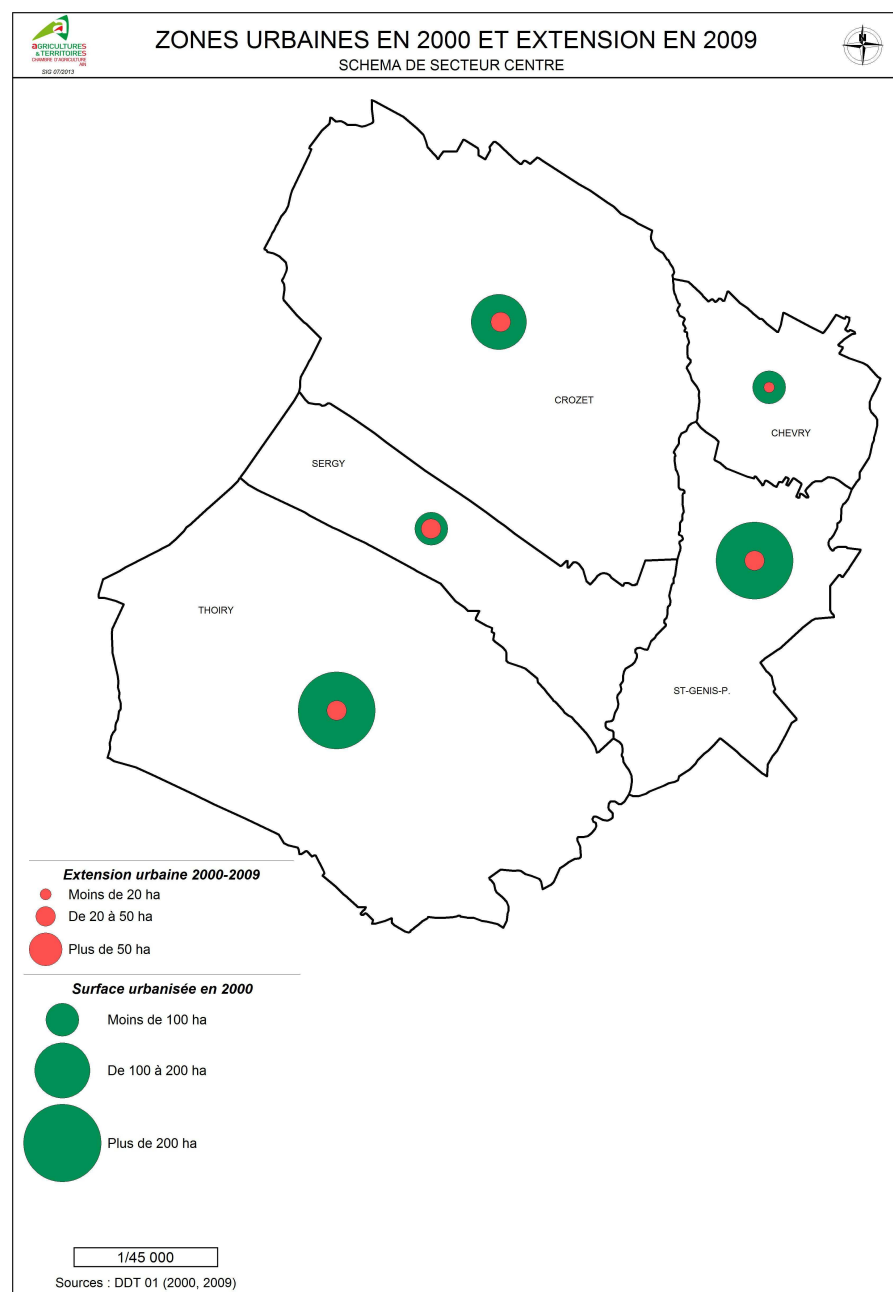 aGRICULTURES
& TERRITOIRES
CHAMBRE D'AGRICULTURE
AIN
SIG 07/2013
ZONES URBAINES EN 2000 ET EXTENSION EN 2009
SCHEMA DE SECTEUR CENTRE
N
CROZET
CHEVRY
SERGY
THOIRY
ST-GENIS-P.
Extension urbaine 2000-2009
Moins de 20 ha
De 20 à 50 ha
Plus de 50 ha
Surface urbanisée en 2000
Moins de 100 ha
De 100 à 200 ha
Plus de 200 ha
1/45 000
Sources : DDT 01 (2000, 2009)